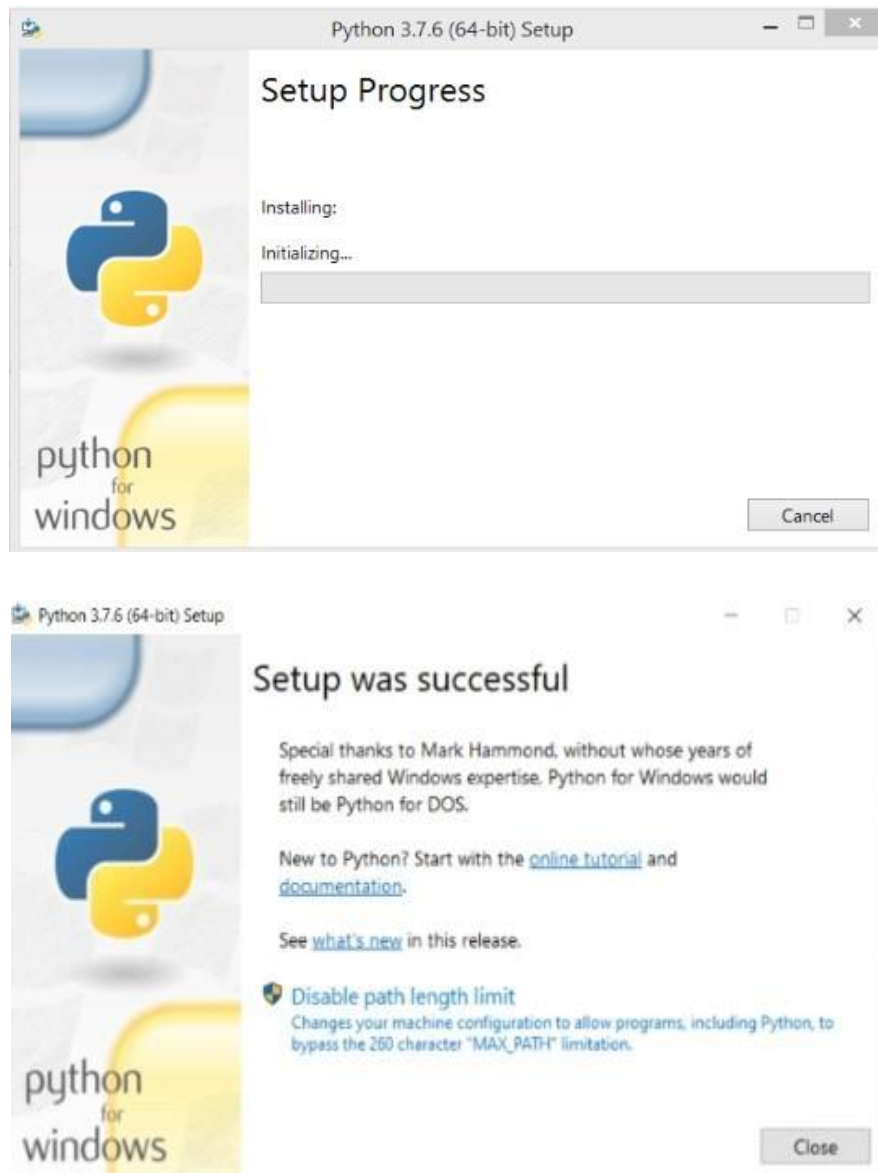 Python 3.7.6 (64-bit) Setup
Setup Progress
Installing:
Initializing...
python
for
windows
Cancel
Python 3.7.6 (64-bit) Setup
Setup was successful
Special thanks to Mark Hammond, without whose years of
freely shared Windows expertise, Python for Windows would
still be Python for DOS.
New to Python? Start with the online tutorial and
documentation.
See what's new in this release.
Disable path length limit
Changes your machine configuration to allow programs, including Python, to
bypass the 260 character "MAX_PATH" limitation.
python
for
windows
Close